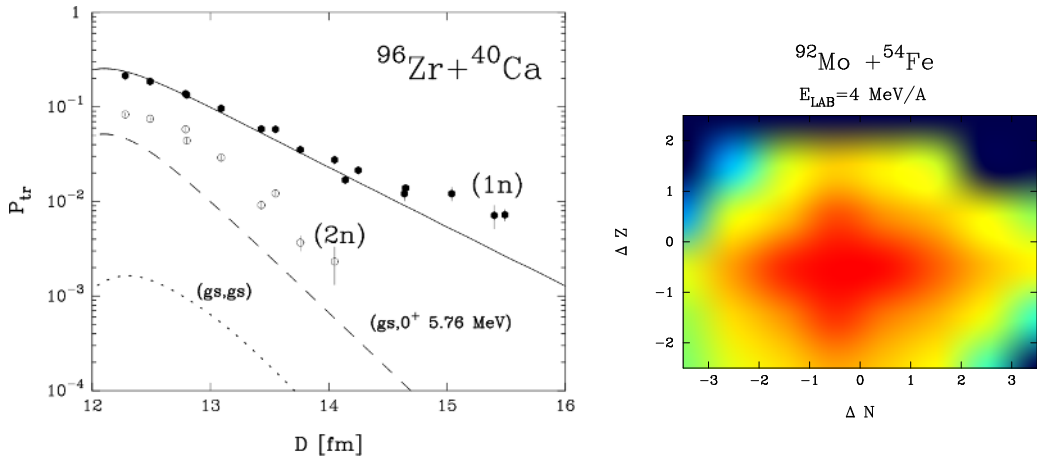 ⁹⁶Zr+⁴⁰Ca
(1n)
(2n)
(gs,gs)
(gs,0⁺ 5.76 MeV)
P_tr
1
10⁻¹
10⁻²
10⁻³
10⁻⁴
12 13 14 15 16
D [fm]
⁹²Mo +⁵⁴Fe
E_LAB=4 MeV/A
Δ Z
2
1
0
-1
-2
-3 -2 -1 0 1 2 3
Δ N